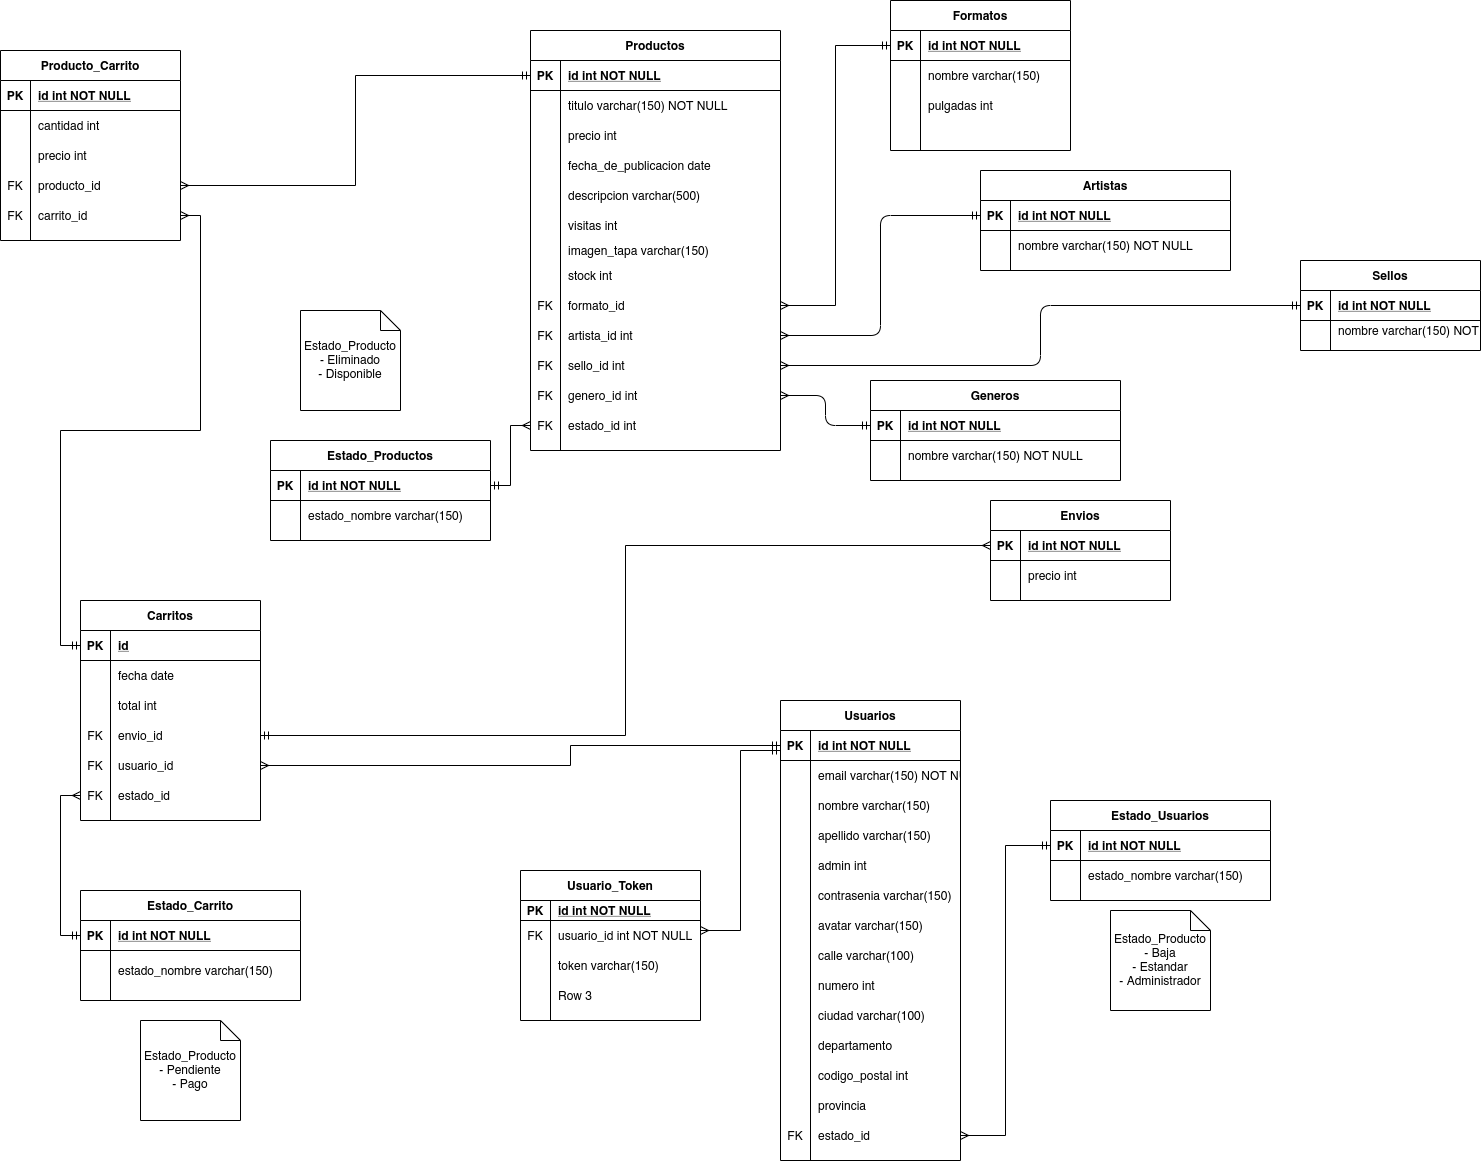 Formatos
PK id int NOT NULL
nombre varchar(150)
pulgadas int
Productos
PK id int NOT NULL
titulo varchar(150) NOT NULL
precio int
fecha_de_publicacion date
descripcion varchar(500)
visitas int
imagen_tapa varchar(150)
stock int
FK formato_id
FK artista_id int
FK sello_id int
FK genero_id int
FK estado_id int
Producto_Carrito
PK id int NOT NULL
cantidad int
precio int
FK producto_id
FK carrito_id
Artistas
PK id int NOT NULL
nombre varchar(150) NOT NULL
Sellos
PK id int NOT NULL
nombre varchar(150) NOT
Estado_Producto
- Eliminado
- Disponible
Generos
PK id int NOT NULL
nombre varchar(150) NOT NULL
Estado_Productos
PK id int NOT NULL
estado_nombre varchar(150)
Envios
PK id int NOT NULL
precio int
Carritos
PK id
fecha date
total int
FK envio_id
FK usuario_id
FK estado_id
Usuarios
PK id int NOT NULL
email varchar(150) NOT N
nombre varchar(150)
apellido varchar(150)
admin int
contrasenia varchar(150)
avatar varchar(150)
calle varchar(100)
numero int
ciudad varchar(100)
departamento
codigo_postal int
provincia
FK estado_id
Estado_Usuarios
PK id int NOT NULL
estado_nombre varchar(150)
Usuario_Token
PK id int NOT NULL
FK usuario_id int NOT NULL
token varchar(150)
Row 3
Estado_Carrito
PK id int NOT NULL
estado_nombre varchar(150)
Estado_Producto
- Baja
- Estandar
- Administrador
Estado_Producto
- Pendiente
- Pago